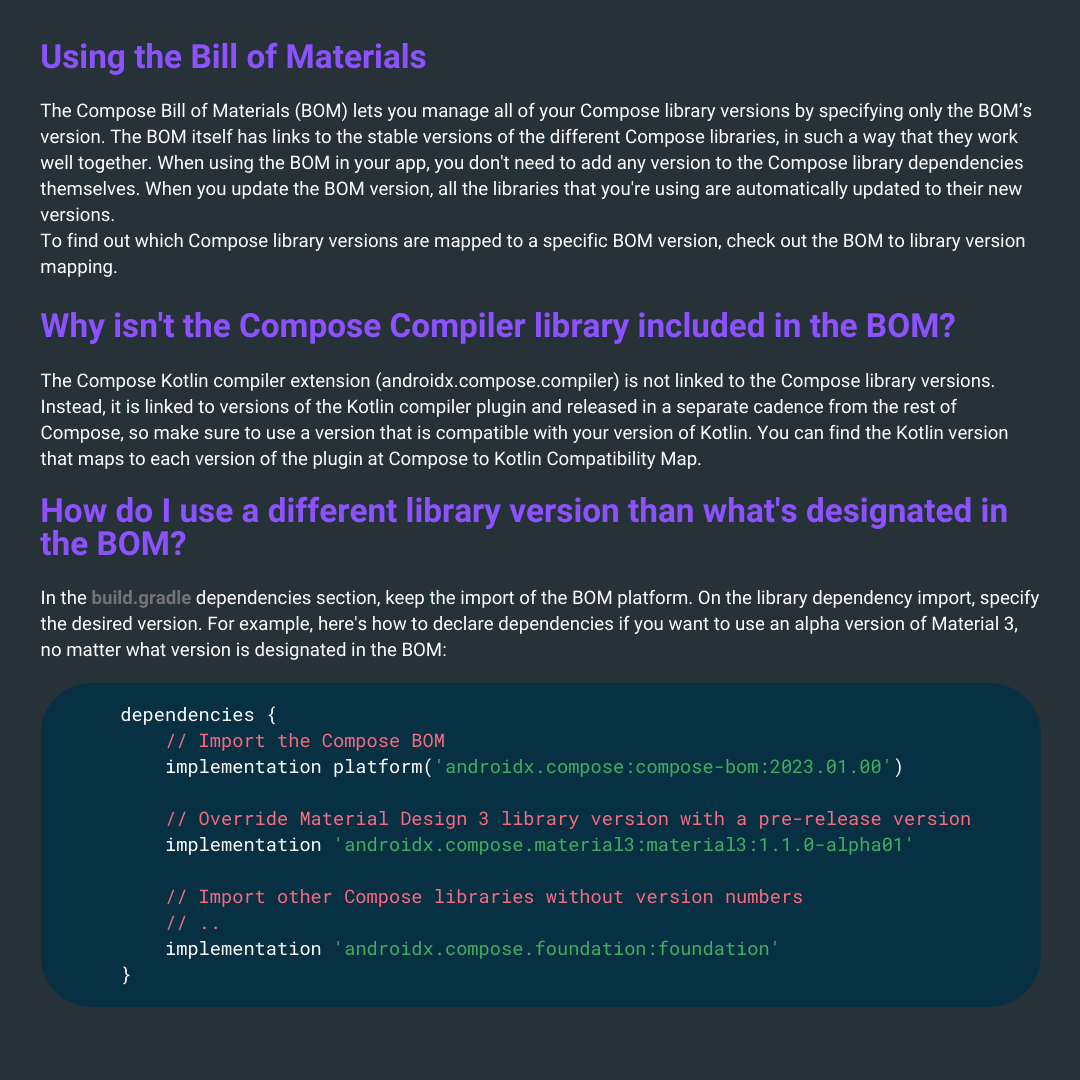 Using the Bill of Materials
The Compose Bill of Materials (BOM) lets you manage all of your Compose library versions by specifying only the BOM’s
version. The BOM itself has links to the stable versions of the different Compose libraries, in such a way that they work
well together. When using the BOM in your app, you don't need to add any version to the Compose library dependencies
themselves. When you update the BOM version, all the libraries that you're using are automatically updated to their new
versions.
To find out which Compose library versions are mapped to a specific BOM version, check out the BOM to library version
mapping.
Why isn't the Compose Compiler library included in the BOM?
The Compose Kotlin compiler extension (androidx.compose.compiler) is not linked to the Compose library versions.
Instead, it is linked to versions of the Kotlin compiler plugin and released in a separate cadence from the rest of
Compose, so make sure to use a version that is compatible with your version of Kotlin. You can find the Kotlin version
that maps to each version of the plugin at Compose to Kotlin Compatibility Map.
How do I use a different library version than what's designated in
the BOM?
In the build.gradle dependencies section, keep the import of the BOM platform. On the library dependency import, specify
the desired version. For example, here's how to declare dependencies if you want to use an alpha version of Material 3,
no matter what version is designated in the BOM:
dependencies {
    // Import the Compose BOM
    implementation platform('androidx.compose:compose-bom:2023.01.00')
    // Override Material Design 3 library version with a pre-release version
    implementation 'androidx.compose.material3:material3:1.1.0-alpha01'
    // Import other Compose libraries without version numbers
    // ..
    implementation 'androidx.compose.foundation:foundation'
}